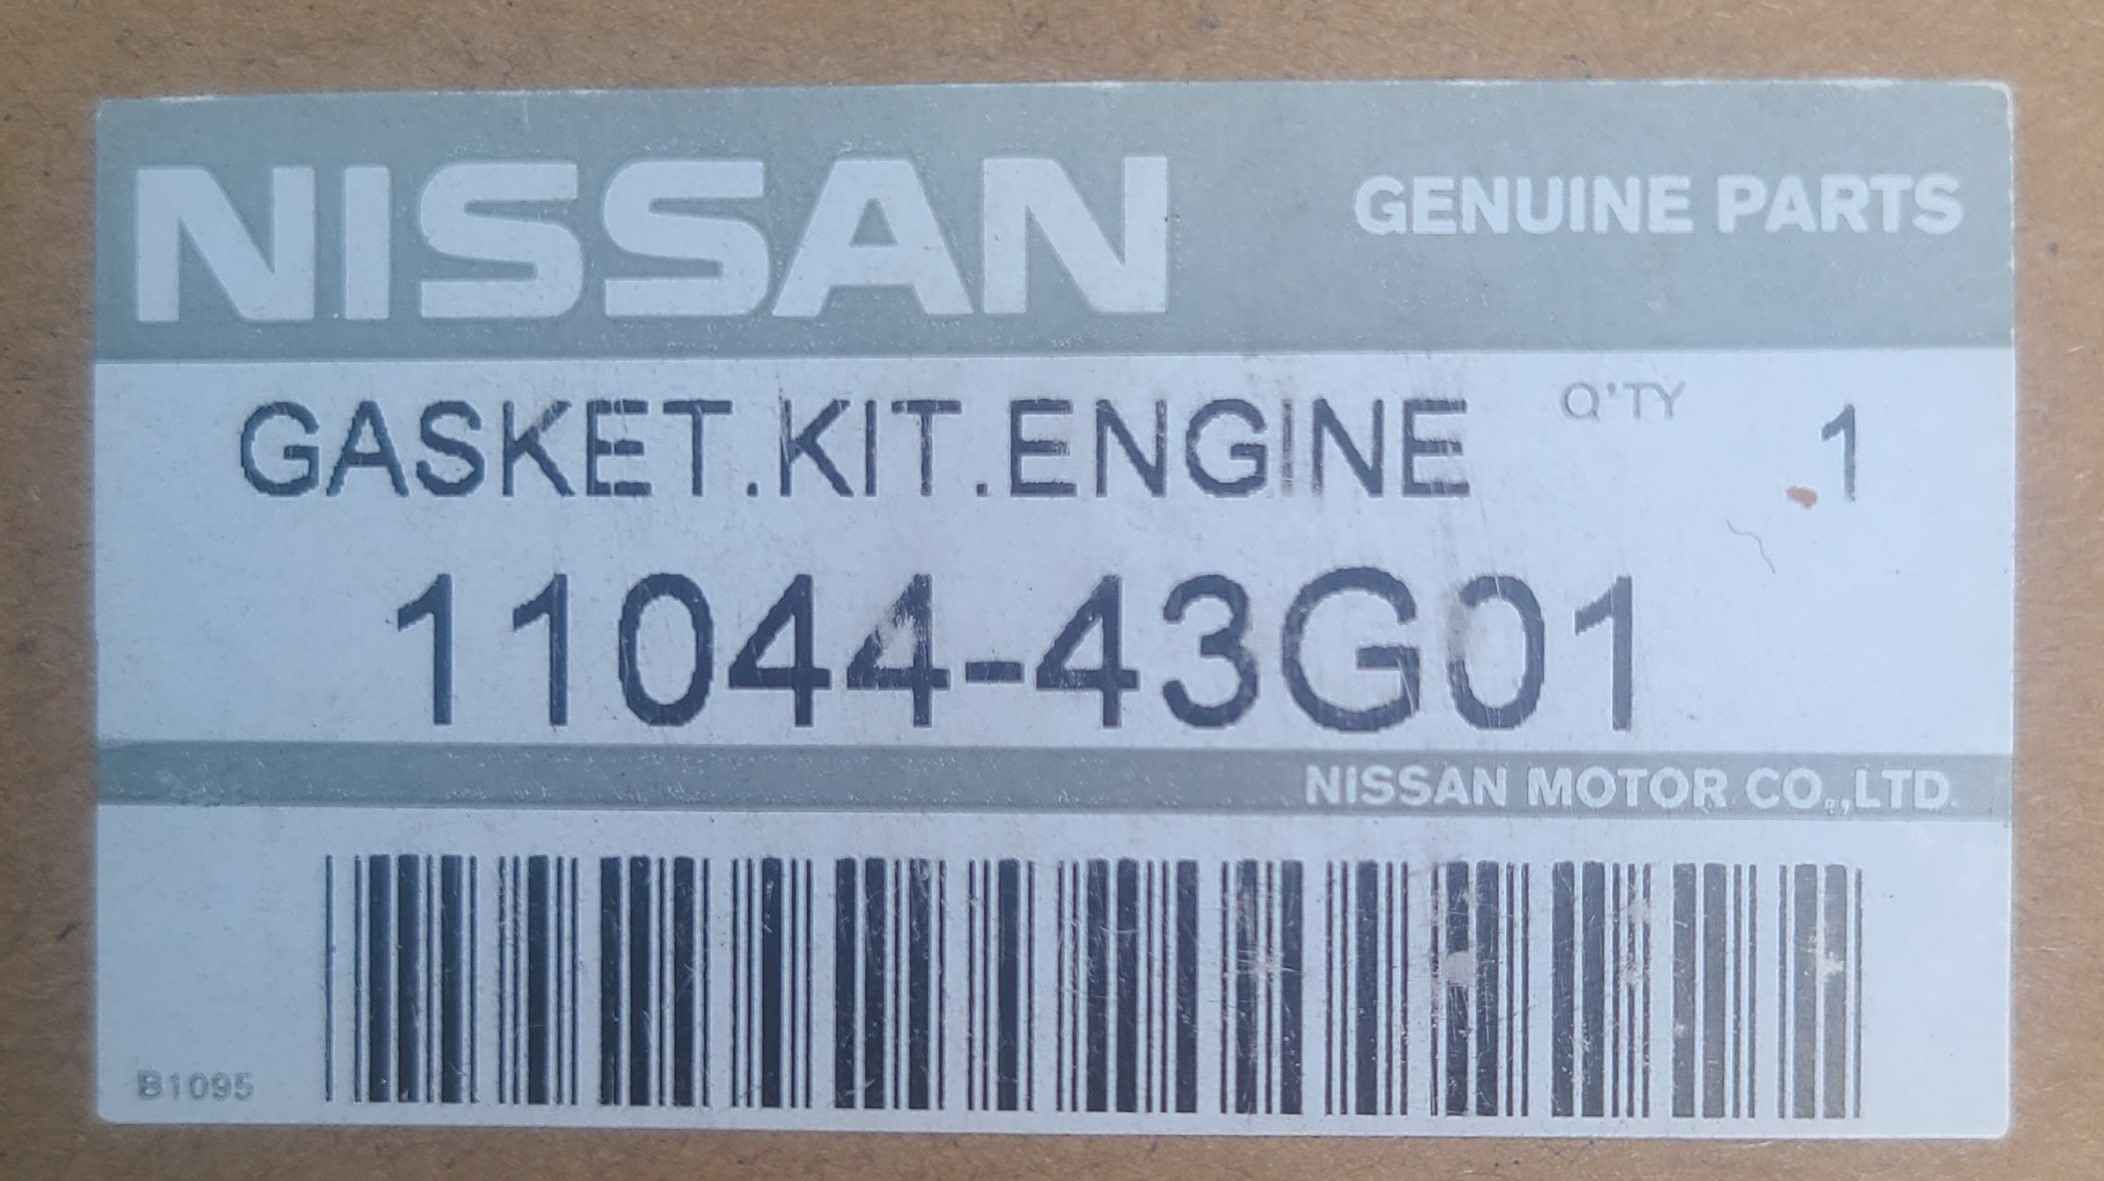 NISSAN GENUINE PARTS
GASKET.KIT.ENGINE Q'TY 1
11044-43G01
NISSAN MOTOR CO.,LTD.
B1095